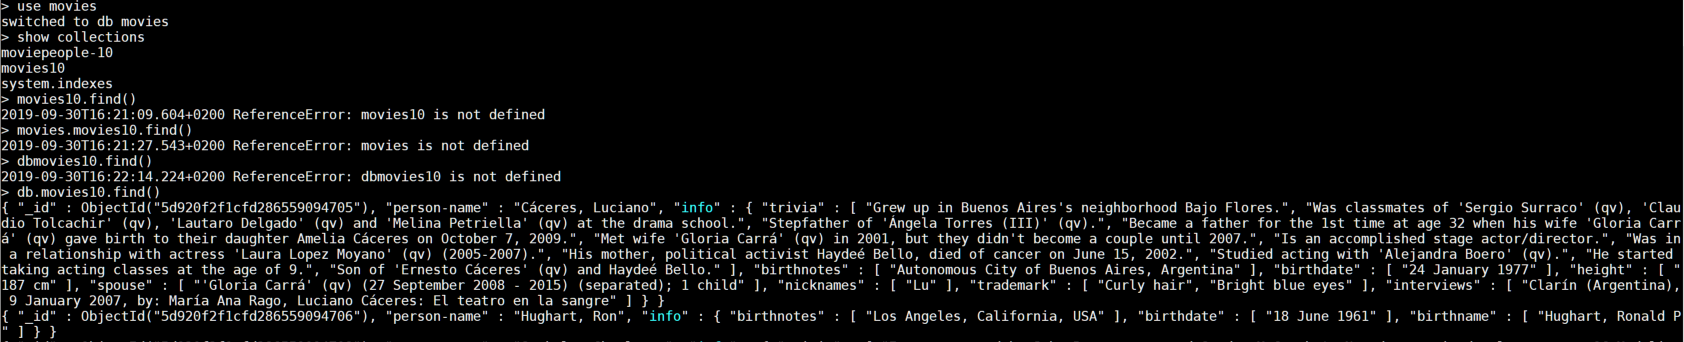 > use movies
switched to db movies
> show collections
moviepeople-10
movies10
system.indexes
> movies10.find()
2019-09-30T16:21:09.604+0200 ReferenceError: movies10 is not defined
> movies.movies10.find()
2019-09-30T16:21:27.543+0200 ReferenceError: movies is not defined
> dbmovies10.find()
2019-09-30T16:22:14.224+0200 ReferenceError: dbmovies10 is not defined
> db.movies10.find()
{ "_id" : ObjectId("5d920f2f1cfd286559094705"), "person-name" : "Cáceres, Luciano", "info" : { "trivia" : [ "Grew up in Buenos Aires's neighborhood Bajo Flores.", "Was classmates of 'Sergio Surraco' (qv), 'Clau
dio Tolcachir' (qv), 'Lautaro Delgado' (qv) and 'Melina Petriella' (qv) at the drama school.", "Stepfather of 'Ángela Torres (III)' (qv).", "Became a father for the 1st time at age 32 when his wife 'Gloria Carr
á' (qv) gave birth to their daughter Amelia Cáceres on October 7, 2009.", "Met wife 'Gloria Carrá' (qv) in 2001, but they didn't become a couple until 2007.", "Is an accomplished stage actor/director.", "Was in
 a relationship with actress 'Laura Lopez Moyano' (qv) (2005-2007).", "His mother, political activist Haydeé Bello, died of cancer on June 15, 2002.", "Studied acting with 'Alejandra Boero' (qv).", "He started
taking acting classes at the age of 9.", "Son of 'Ernesto Cáceres' (qv) and Haydeé Bello." ], "birthnotes" : [ "Autonomous City of Buenos Aires, Argentina" ], "birthdate" : [ "24 January 1977" ], "height" : [ "
187 cm" ], "spouse" : [ "'Gloria Carrá' (qv) (27 September 2008 - 2015) (separated); 1 child" ], "nicknames" : [ "Lu" ], "trademark" : [ "Curly hair", "Bright blue eyes" ], "interviews" : [ "Clarín (Argentina),
 9 January 2007, by: María Ana Rago, Luciano Cáceres: El teatro en la sangre" ] } }
{ "_id" : ObjectId("5d920f2f1cfd286559094706"), "person-name" : "Hughart, Ron", "info" : { "birthnotes" : [ "Los Angeles, California, USA" ], "birthdate" : [ "18 June 1961" ], "birthname" : [ "Hughart, Ronald P
" ] } }